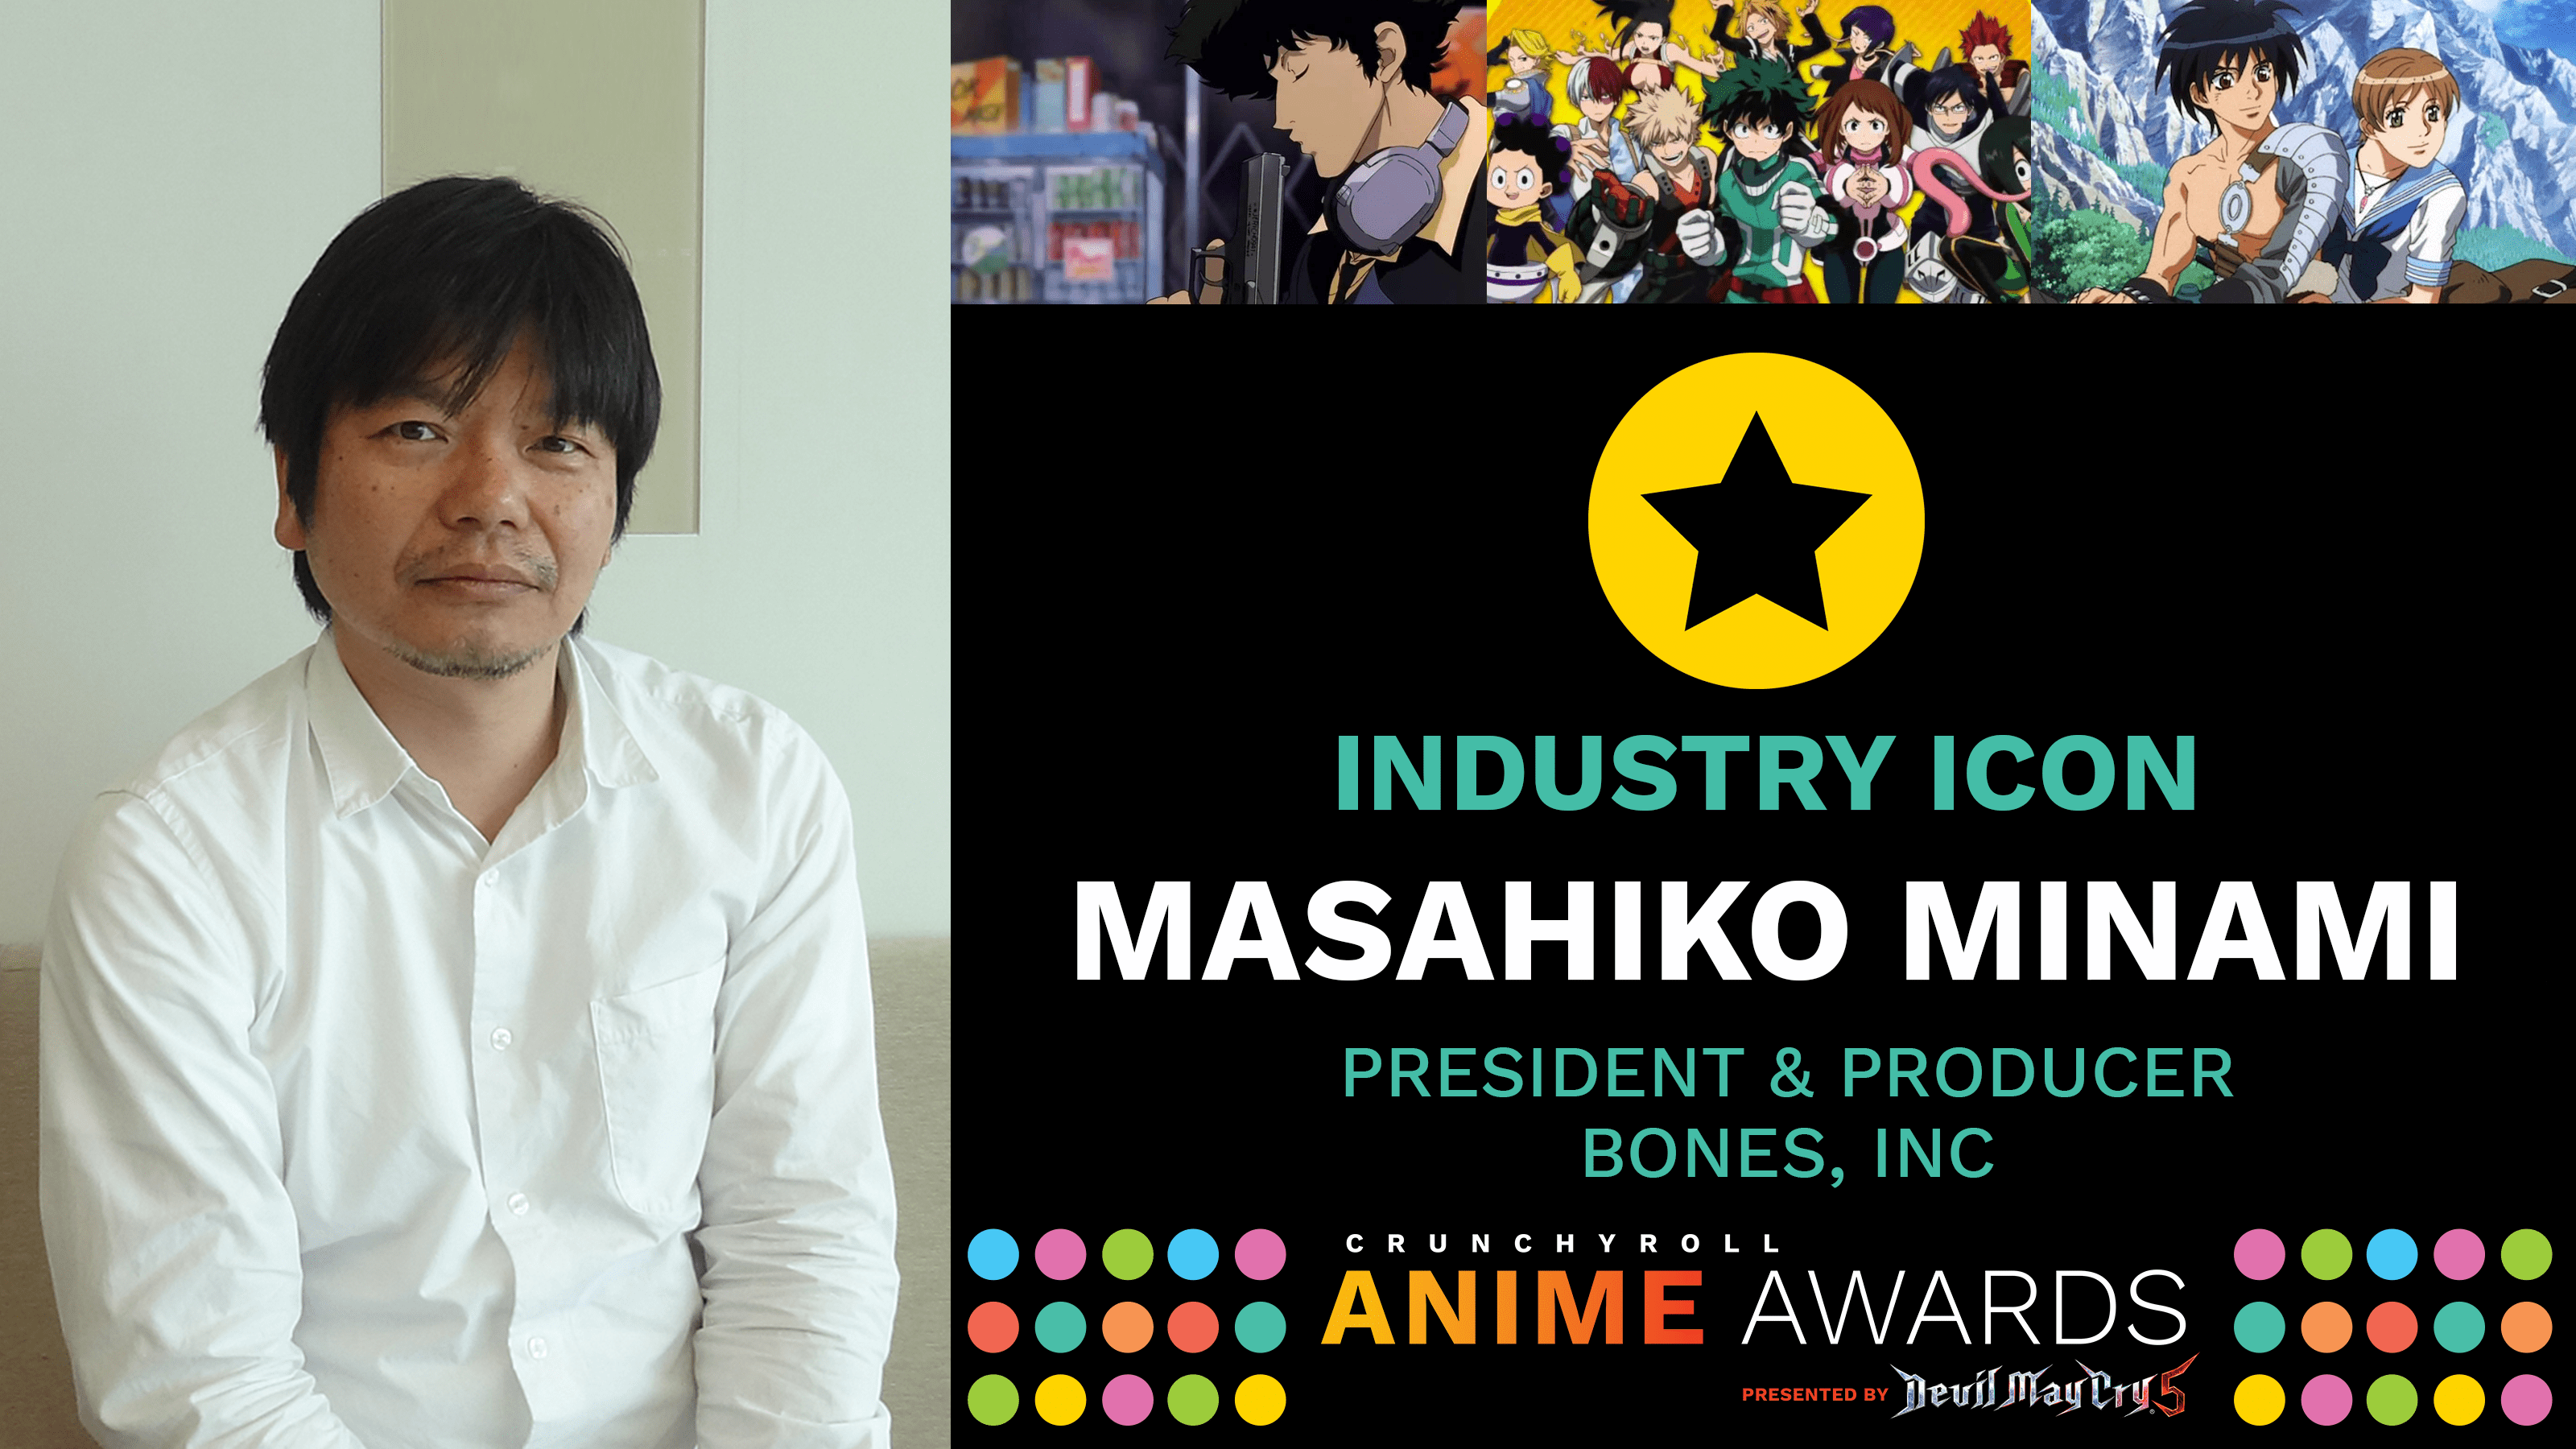 INDUSTRY ICON
MASAHIKO MINAMI
PRESIDENT & PRODUCER
BONES, INC
CRUNCHYROLL
ANIME AWARDS
PRESENTED BY Devil May Cry 5